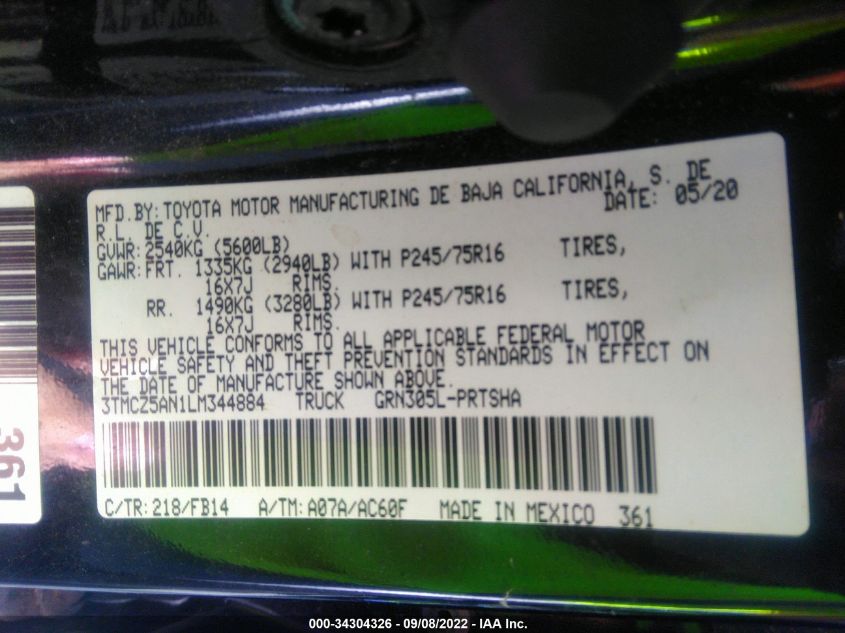 MFD.BY: TOYOTA MOTOR MANUFACTURING DE BAJA CALIFORNIA, S. DE
R.L. DE C.V. DATE: 05/20
GVWR: 2540KG (5600LB)
GAWR: FRT. 1335KG (2940LB) WITH P245/75R16 TIRES,
16X7J RIMS.
RR. 1490KG (3280LB) WITH P245/75R16 TIRES,
16X7J RIMS.
THIS VEHICLE CONFORMS TO ALL APPLICABLE FEDERAL MOTOR
VEHICLE SAFETY AND THEFT PREVENTION STANDARDS IN EFFECT ON
THE DATE OF MANUFACTURE SHOWN ABOVE.
3TMCZ5AN1LM344884 TRUCK GRN305L-PRTSHA
C/TR: 218/FB14 A/TM: A07A/AC60F MADE IN MEXICO 361
361
000-34304326 - 09/08/2022 - IAA Inc.